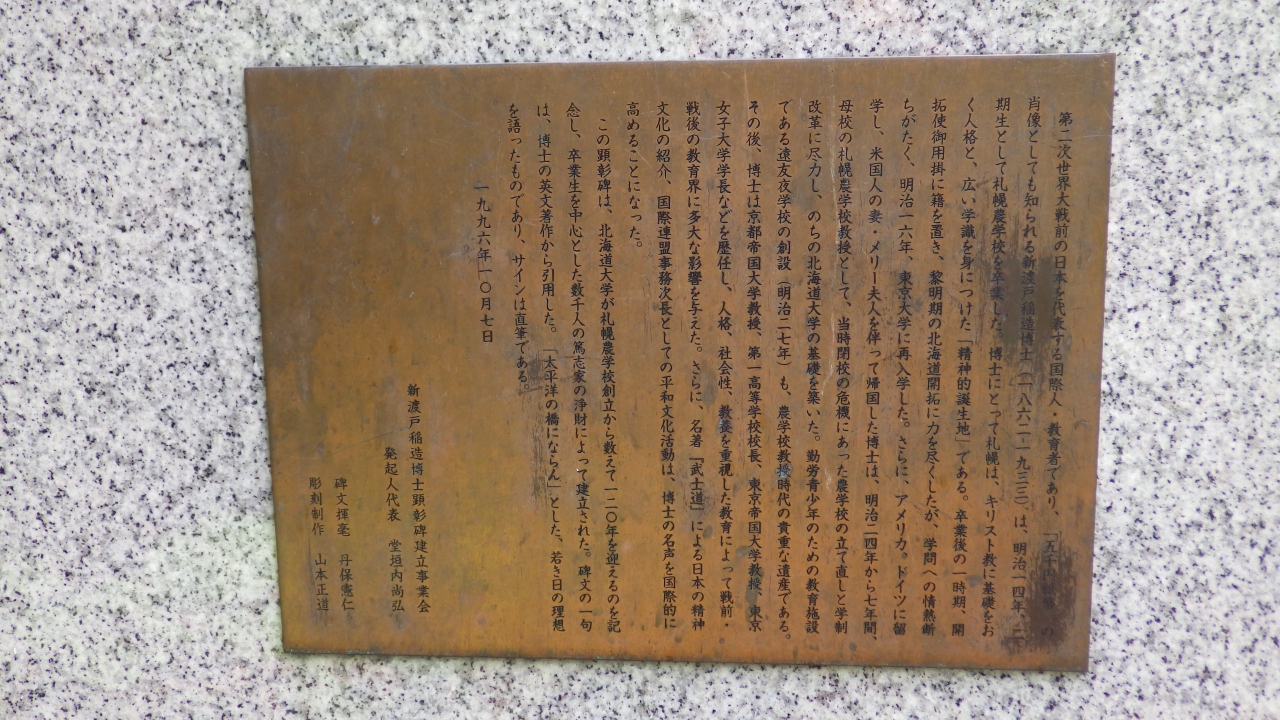 第二次世界大戦前の日本を代表する国際人・教育者であり、「五千円紙幣」の
肖像としても知られる新渡戸稲造博士(一八六二-一九三三)は、明治一四年、二
期生として札幌農学校を卒業した。博士にとって札幌は、キリスト教に基礎をお
く人格と、広い学識を身につけた「精神的誕生地」である。卒業後の一時期、開
拓使御用掛に籍を置き、黎明期の北海道開拓に力を尽くしたが、学問への情熱断
ちがたく、明治一六年、東京大学に再入学した。さらに、アメリカ、ドイツに留
学し、米国人の妻・メリー夫人を伴って帰国した博士は、明治二四年から七年間、
母校の札幌農学校教授として、当時閉校の危機にあった農学校の立て直しと学制
改革に尽力し、のちの北海道大学の基礎を築いた。勤労青少年のための教育施設
である遠友夜学校の創設(明治二七年)も、農学校教授時代の貴重な遺産である。
その後、博士は京都帝国大学教授、第一高等学校校長、東京帝国大学教授、東京
女子大学学長などを歴任し、人格、社会性、教養を重視した教育によって戦前・
戦後の教育界に多大な影響を与えた。さらに、名著『武士道』による日本の精神
文化の紹介、国際連盟事務次長としての平和文化活動は、博士の名声を国際的に
高めることになった。
この顕彰碑は、北海道大学が札幌農学校創立から数えて一二〇年を迎えるのを記
念し、卒業生を中心とした数千人の篤志家の浄財によって建立された。碑文の一句
は、博士の英文著作から引用した。「太平洋の橋にならん」とした、若き日の理想
を語ったものであり、サインは直筆である。
一九九六年一〇月七日
新渡戸稲造博士顕彰碑建立事業会
発起人代表 堂垣内尚弘
碑文揮毫 丹保憲仁
彫刻制作 山本正道